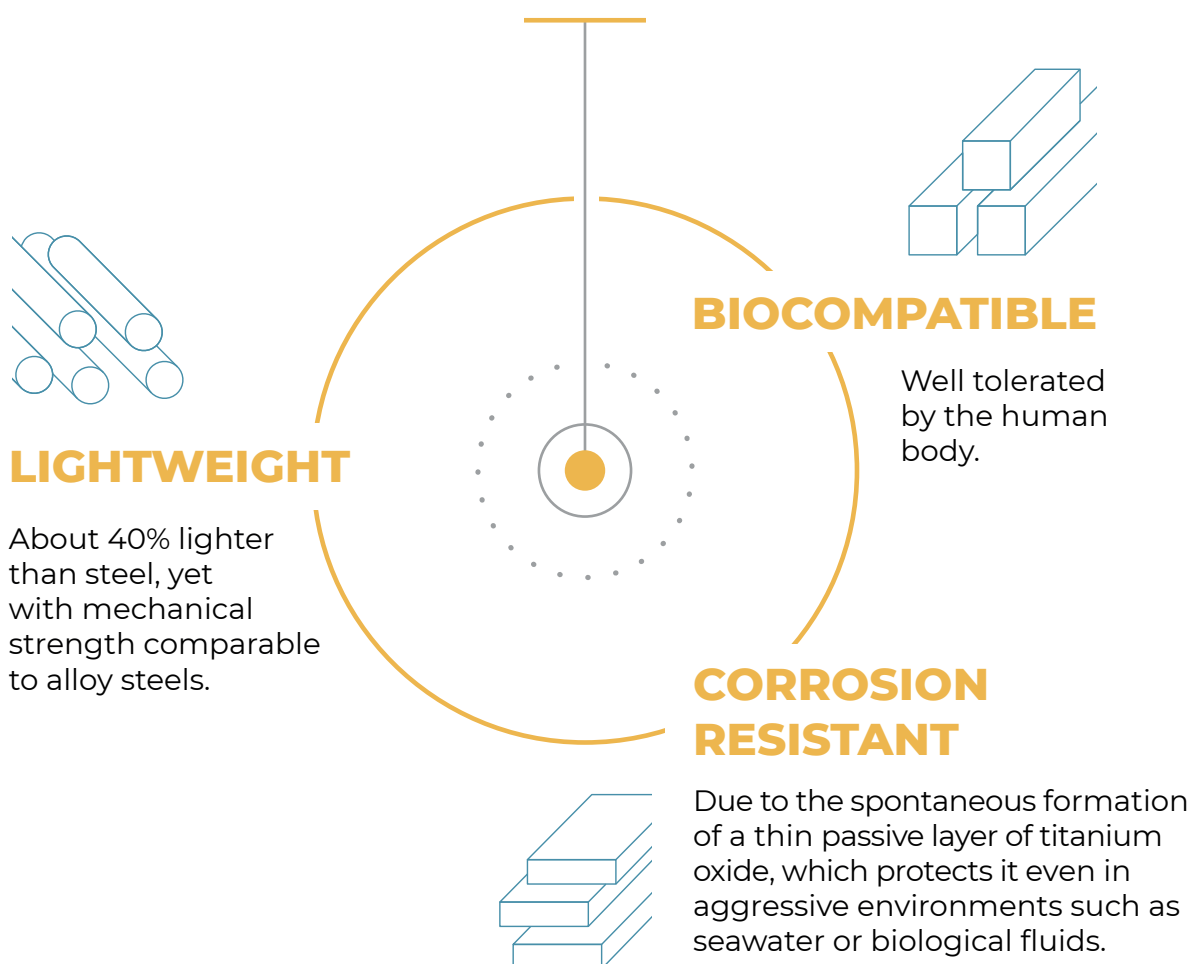 BIOCOMPATIBLE
Well tolerated
by the human
body.
LIGHTWEIGHT
About 40% lighter
than steel, yet
with mechanical
strength comparable
to alloy steels.
CORROSION
RESISTANT
Due to the spontaneous formation
of a thin passive layer of titanium
oxide, which protects it even in
aggressive environments such as
seawater or biological fluids.